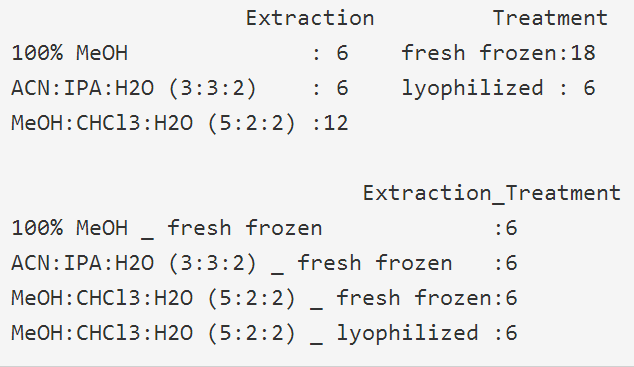 Extraction Treatment
100% MeOH : 6 fresh frozen:18
ACN:IPA:H2O (3:3:2) : 6 lyophilized : 6
MeOH:CHCl3:H2O (5:2:2) :12
Extraction_Treatment
100% MeOH _ fresh frozen :6
ACN:IPA:H2O (3:3:2) _ fresh frozen :6
MeOH:CHCl3:H2O (5:2:2) _ fresh frozen:6
MeOH:CHCl3:H2O (5:2:2) _ lyophilized :6